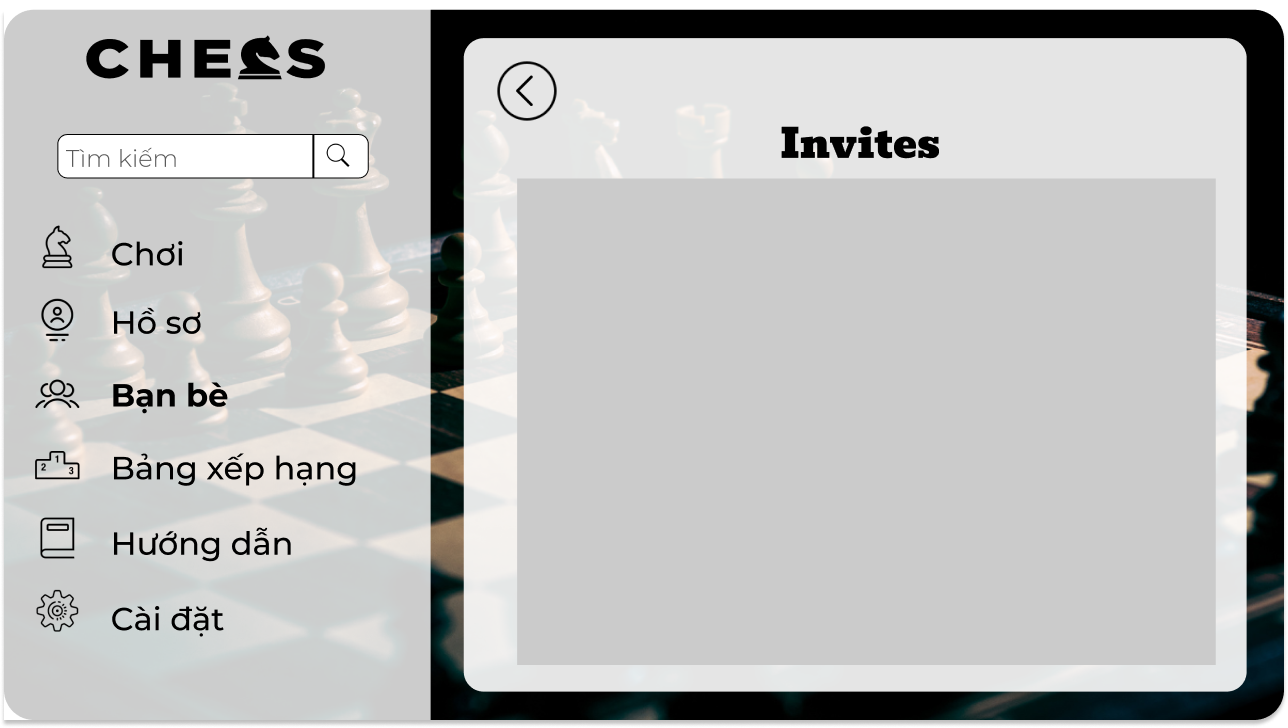 CHESS
Tìm kiếm
Chơi
Hồ sơ
Bạn bè
Bảng xếp hạng
2 1 3
Hướng dẫn
Cài đặt
Invites